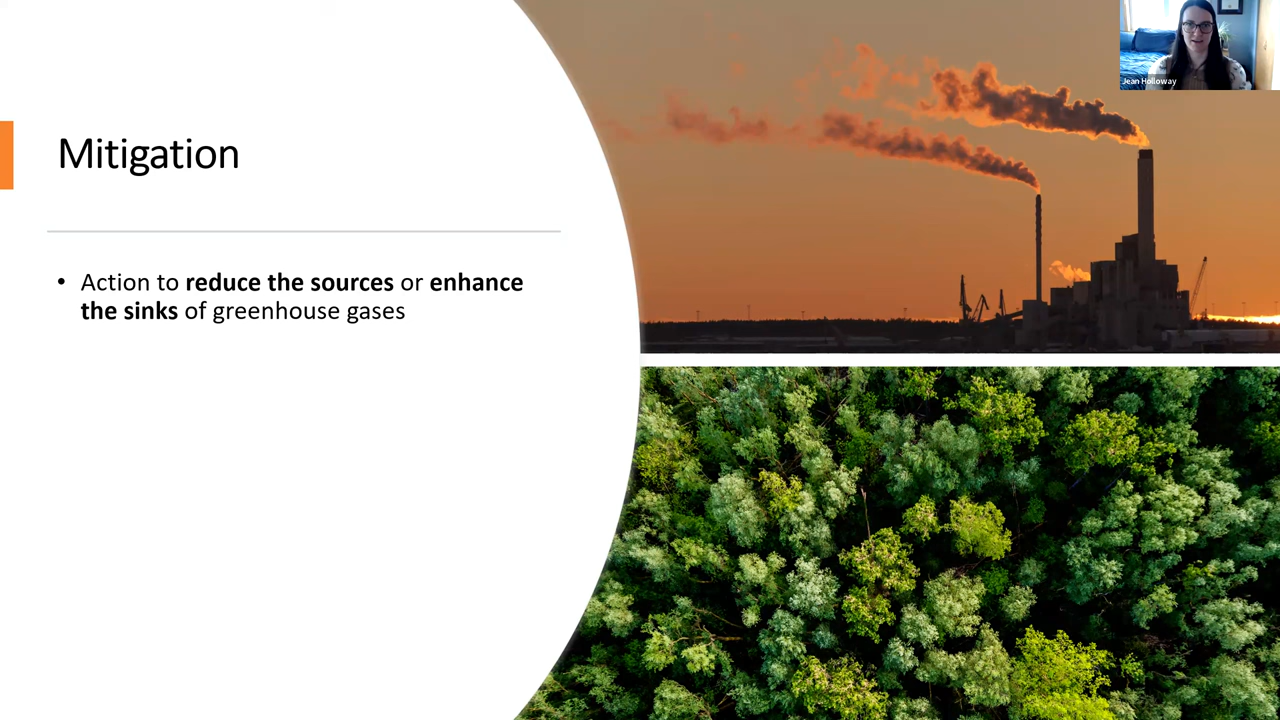 Mitigation
• Action to reduce the sources or enhance
the sinks of greenhouse gases
Jean Holloway